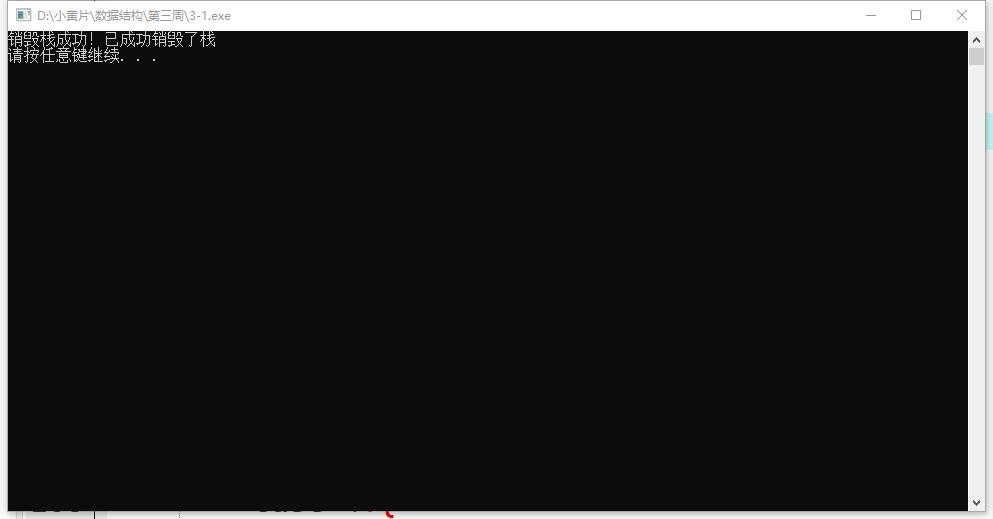 D:\小黄片\数据结构\第三周\3-1.exe
销毁栈成功! 已成功销毁了栈
请按任意键继续. . .